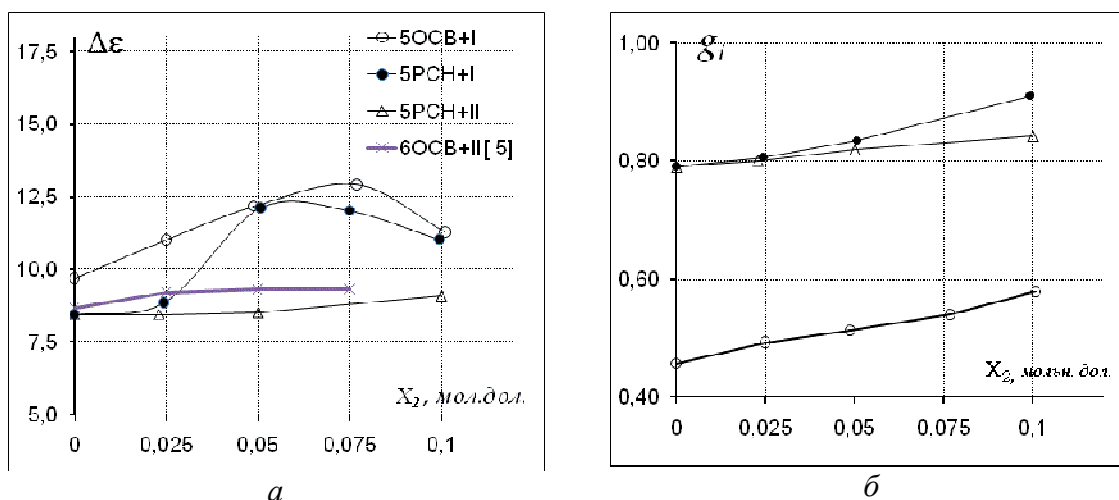 Δε
17,5
15,0
12,5
10,0
7,5
5,0
5OCB+I
5PCH+I
5PCH+II
6OCB+II[ 5]
X2, мол.дол.
0 0,025 0,05 0,075 0,1
а
g1
1,00
0,80
0,60
0,40
X2, мольн. дол.
0 0,025 0,05 0,075 0,1
б